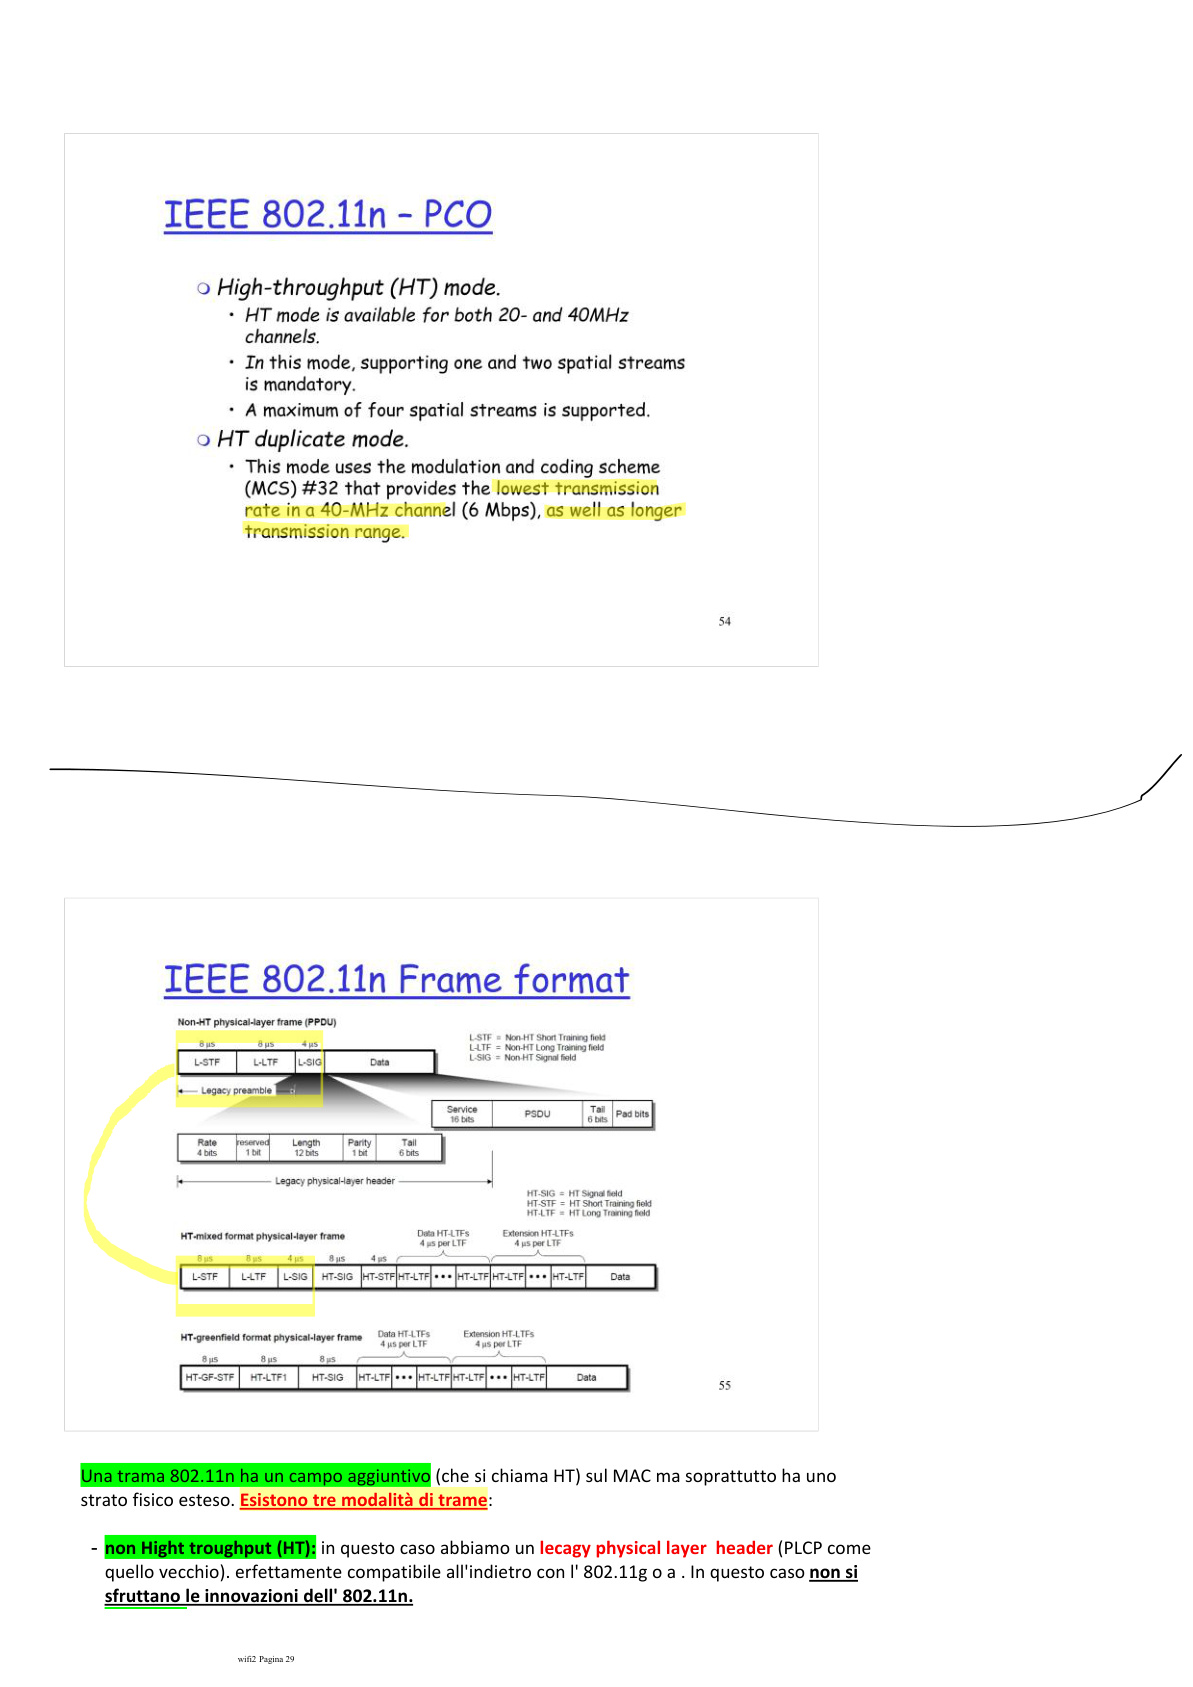 IEEE 802.11n – PCO
High-throughput (HT) mode.
• HT mode is available for both 20- and 40MHz
channels.
• In this mode, supporting one and two spatial streams
is mandatory.
• A maximum of four spatial streams is supported.
HT duplicate mode.
• This mode uses the modulation and coding scheme
(MCS) #32 that provides the lowest transmission
rate in a 40-MHz channel (6 Mbps), as well as longer
transmission range.
54
IEEE 802.11n Frame format
Non-HT physical-layer frame (PPDU)
8 µs 8 µs 4 µs
L-STF L-LTF L-SIG Data
L-STF = Non-HT Short Training field
L-LTF = Non-HT Long Training field
L-SIG = Non-HT Signal field
Legacy preamble
Service 16 bits PSDU Tail 6 bits Pad bits
Rate 4 bits reserved 1 bit Length 12 bits Parity 1 bit Tail 6 bits
Legacy physical-layer header
HT-SIG = HT Signal field
HT-STF = HT Short Training field
HT-LTF = HT Long Training field
HT-mixed format physical-layer frame
Data HT-LTFs 4 µs per LTF Extension HT-LTFs 4 µs per LTF
8 µs 8 µs 4 µs 8 µs 4 µs
L-STF L-LTF L-SIG HT-SIG HT-STF HT-LTF ••• HT-LTF HT-LTF ••• HT-LTF Data
HT-greenfield format physical-layer frame
Data HT-LTFs 4 µs per LTF Extension HT-LTFs 4 µs per LTF
8 µs 8 µs 8 µs
HT-GF-STF HT-LTF1 HT-SIG HT-LTF ••• HT-LTF HT-LTF ••• HT-LTF Data
55
Una trama 802.11n ha un campo aggiuntivo (che si chiama HT) sul MAC ma soprattutto ha uno
strato fisico esteso. Esistono tre modalità di trame:
- non Hight troughput (HT): in questo caso abbiamo un lecagy physical layer header (PLCP come
quello vecchio). erfettamente compatibile all'indietro con l' 802.11g o a . In questo caso non si
sfruttano le innovazioni dell' 802.11n.
wifi2 Pagina 29